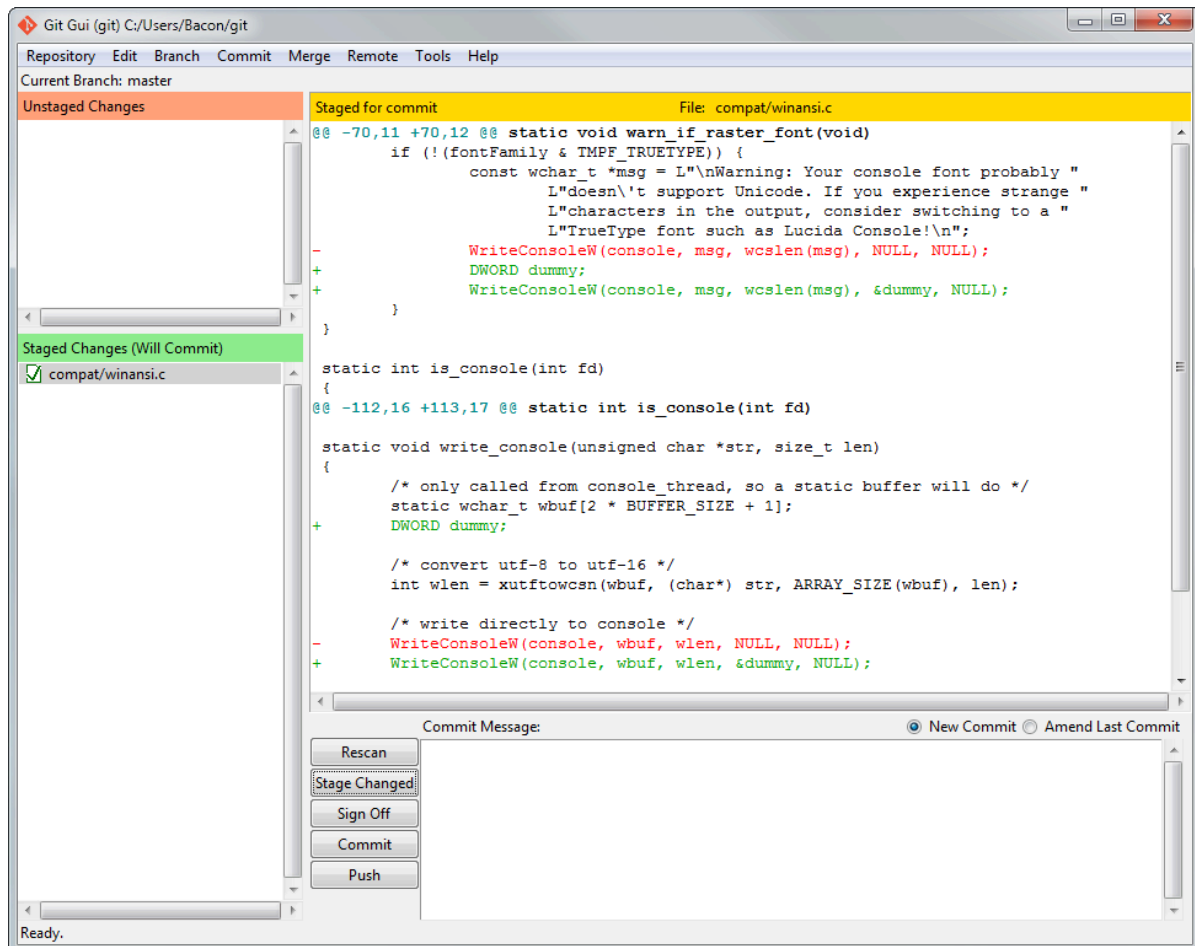 Git Gui (git) C:/Users/Bacon/git
Repository Edit Branch Commit Merge Remote Tools Help
Current Branch: master
Unstaged Changes
Staged Changes (Will Commit)
compat/winansi.c
Staged for commit File: compat/winansi.c
@@ -70,11 +70,12 @@ static void warn_if_raster_font(void)
        if (!(fontFamily & TMPF_TRUETYPE)) {
                const wchar_t *msg = L"\nWarning: Your console font probably "
                        L"doesn\'t support Unicode. If you experience strange "
                        L"characters in the output, consider switching to a "
                        L"TrueType font such as Lucida Console!\n";
-               WriteConsoleW(console, msg, wcslen(msg), NULL, NULL);
+               DWORD dummy;
+               WriteConsoleW(console, msg, wcslen(msg), &dummy, NULL);
        }
 }
 static int is_console(int fd)
 {
@@ -112,16 +113,17 @@ static int is_console(int fd)
 static void write_console(unsigned char *str, size_t len)
 {
        /* only called from console_thread, so a static buffer will do */
        static wchar_t wbuf[2 * BUFFER_SIZE + 1];
+       DWORD dummy;
        /* convert utf-8 to utf-16 */
        int wlen = xutftowcsn(wbuf, (char*) str, ARRAY_SIZE(wbuf), len);
        /* write directly to console */
-       WriteConsoleW(console, wbuf, wlen, NULL, NULL);
+       WriteConsoleW(console, wbuf, wlen, &dummy, NULL);
Commit Message: New Commit Amend Last Commit
Rescan
Stage Changed
Sign Off
Commit
Push
Ready.